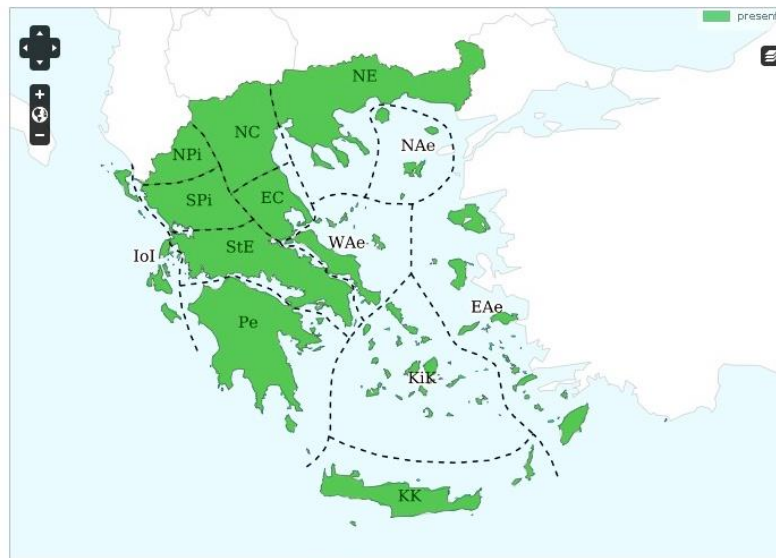 present
NE
NC
NAe
NPi
SPi
EC
WAe
IoI
StE
EAe
Pe
KiK
KK